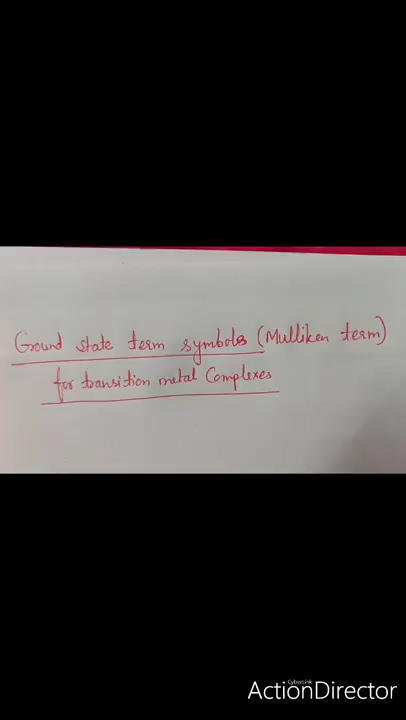 Ground state term symbols (Mulliken term)
for transition metal Complexes
CyberLink
ActionDirector